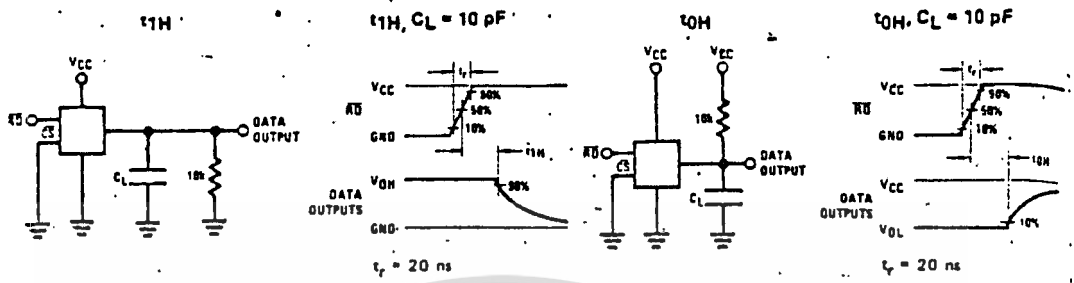 t1H
VCC
RD
CS
CL
10k
DATA
OUTPUT
t1H, CL = 10 pF
tr
VCC
90%
RD
50%
10%
GND
t1H
VOH
90%
DATA
OUTPUTS
GND
tr = 20 ns
t0H
VCC
VCC
10k
RD
CS
DATA
OUTPUT
CL
t0H, CL = 10 pF
tr
VCC
90%
RD
50%
10%
GND
t0H
VCC
DATA
OUTPUTS
VOL
10%
tr = 20 ns